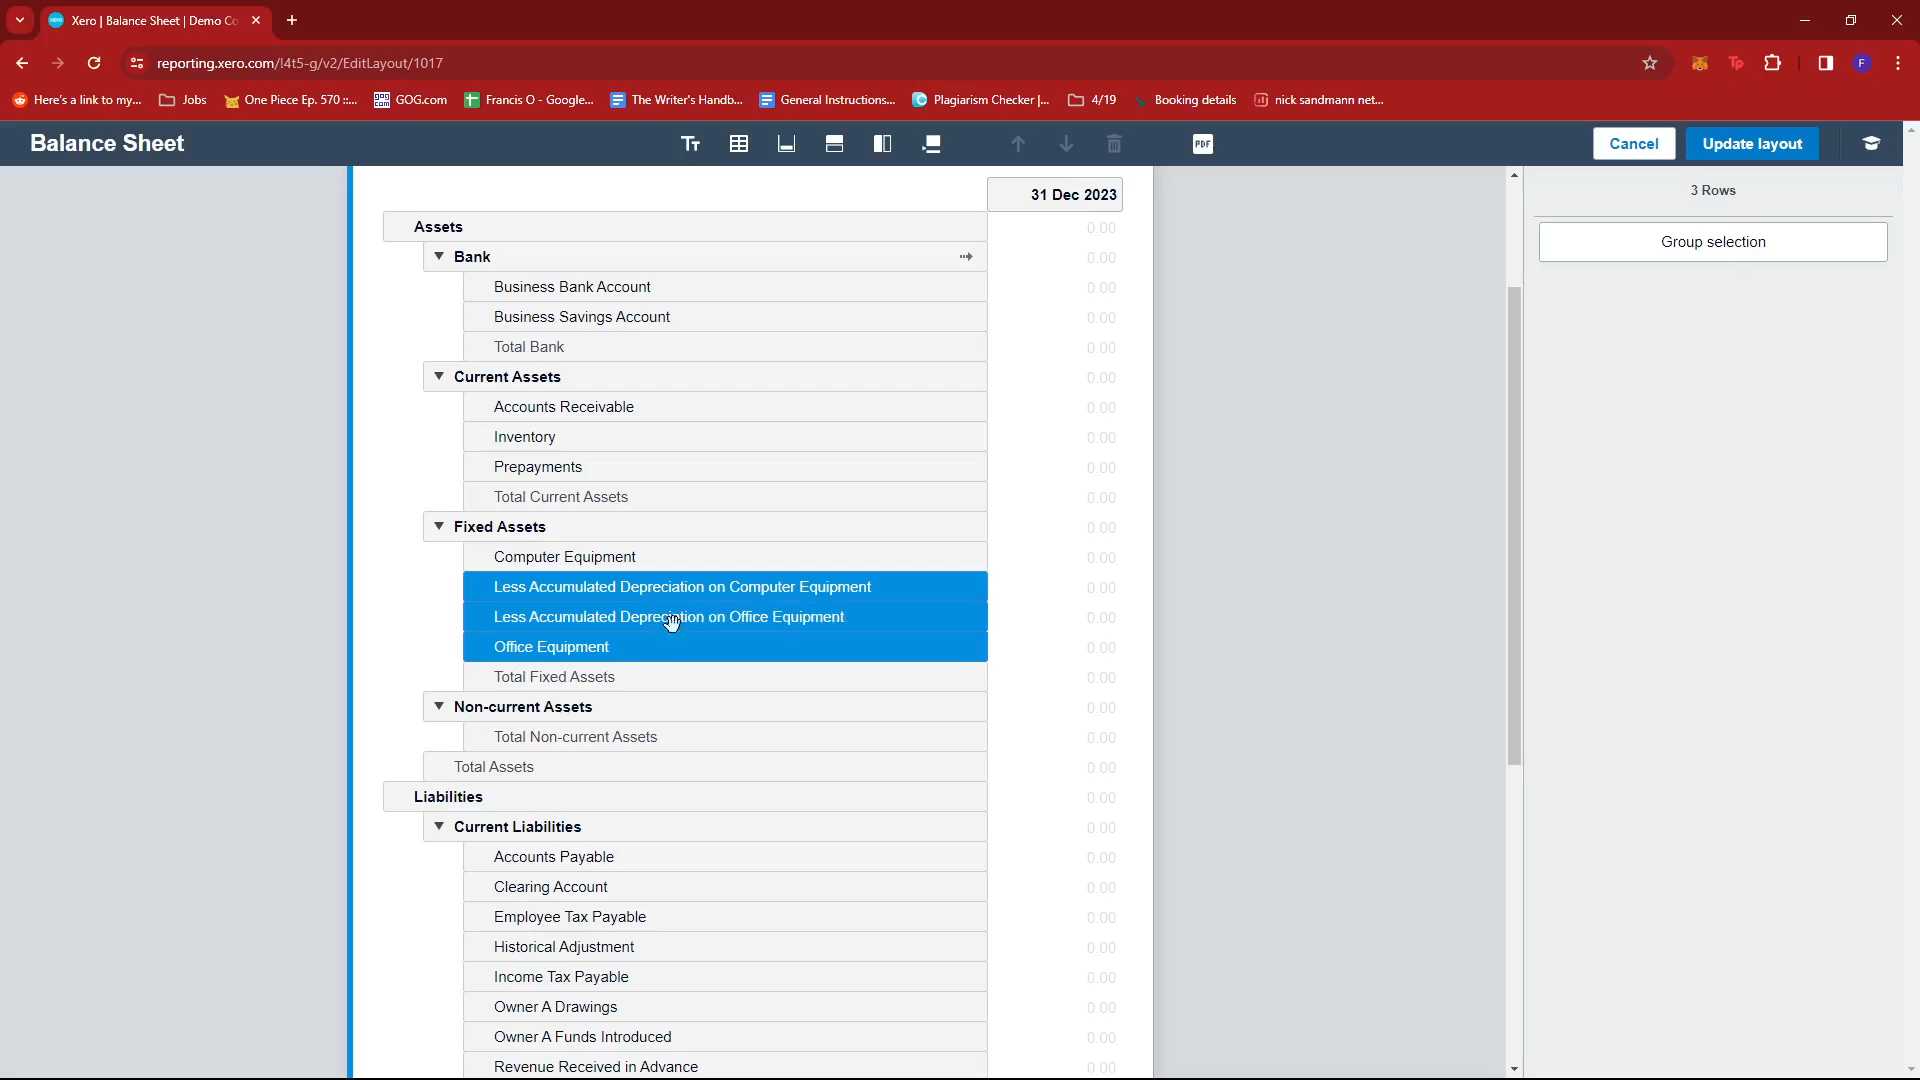 Xero | Balance Sheet | Demo Co
reporting.xero.com/!4t5-g/v2/EditLayout/1017
Here's a link to my...
Jobs
One Piece Ep. 570 ::...
GOG.com
Francis O - Google...
The Writer's Handb...
General Instructions...
Plagiarism Checker |...
4/19
Booking details
nick sandmann net...
Balance Sheet
PDF
Cancel
Update layout
3 Rows
Group selection
31 Dec 2023
Assets 0.00
Bank 0.00
Business Bank Account 0.00
Business Savings Account 0.00
Total Bank 0.00
Current Assets 0.00
Accounts Receivable 0.00
Inventory 0.00
Prepayments 0.00
Total Current Assets 0.00
Fixed Assets 0.00
Computer Equipment 0.00
Less Accumulated Depreciation on Computer Equipment 0.00
Less Accumulated Depreciation on Office Equipment 0.00
Office Equipment 0.00
Total Fixed Assets 0.00
Non-current Assets 0.00
Total Non-current Assets 0.00
Total Assets 0.00
Liabilities 0.00
Current Liabilities 0.00
Accounts Payable 0.00
Clearing Account 0.00
Employee Tax Payable 0.00
Historical Adjustment 0.00
Income Tax Payable 0.00
Owner A Drawings 0.00
Owner A Funds Introduced 0.00
Revenue Received in Advance 0.00